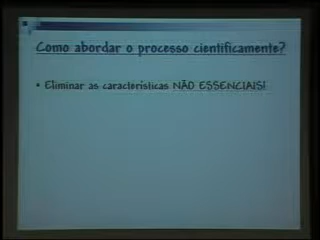 Como abordar o processo cientificamente?
• Eliminar as características NÃO ESSENCIAIS!